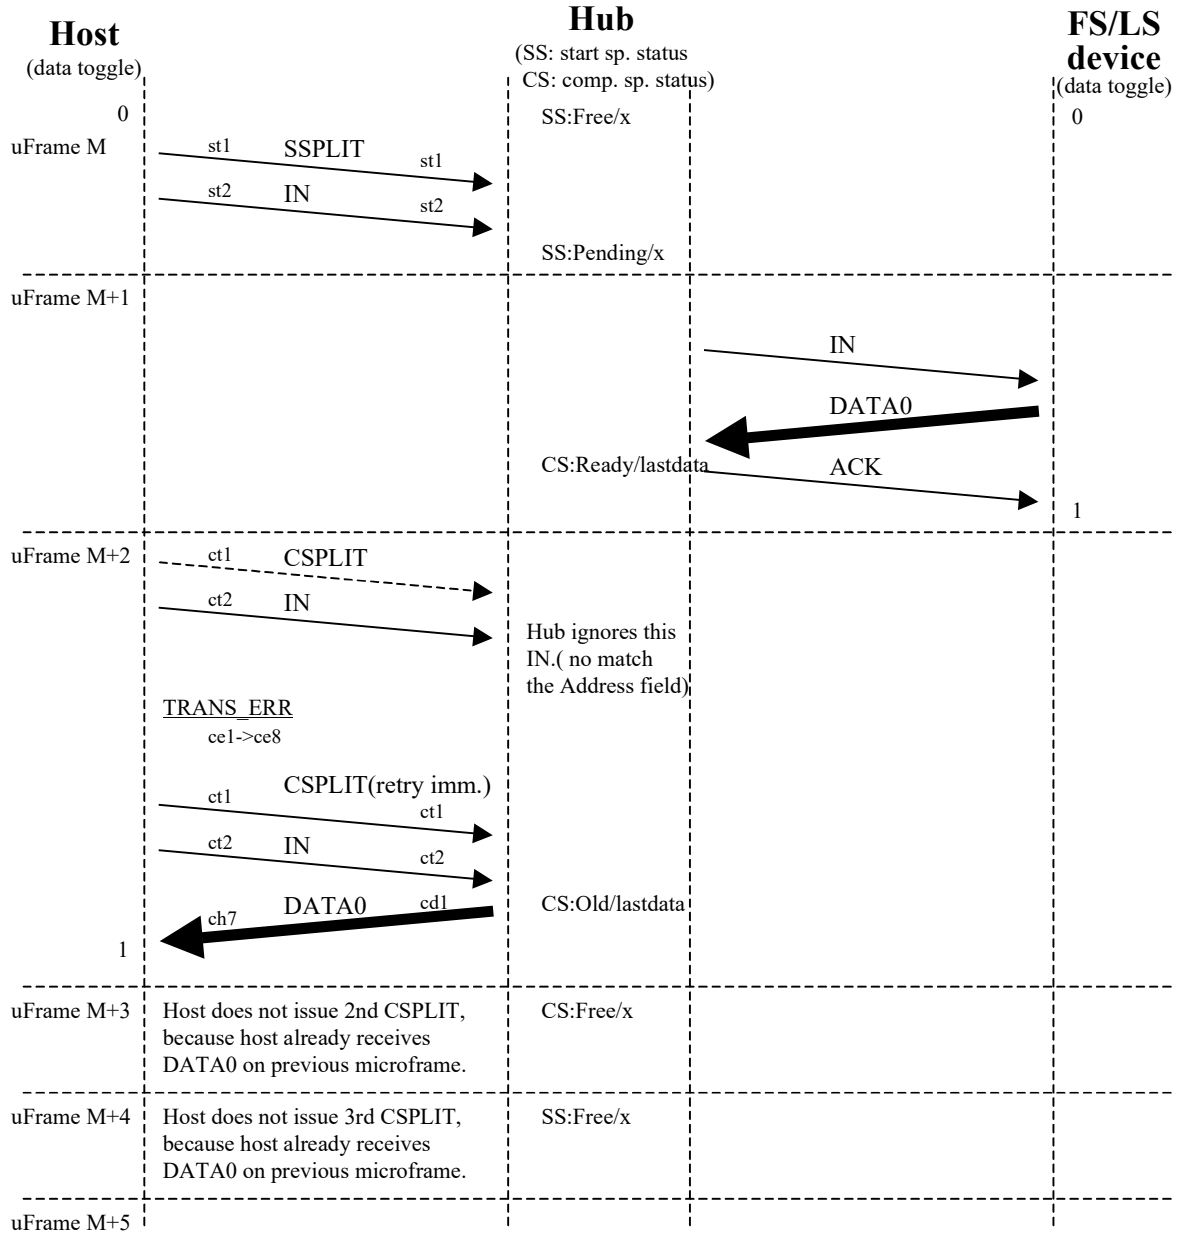 Host
(data toggle)
Hub
(SS: start sp. status
CS: comp. sp. status)
FS/LS
device
(data toggle)
0
SS:Free/x
0
uFrame M
st1
SSPLIT
st1
st2
IN
st2
SS:Pending/x
uFrame M+1
IN
DATA0
CS:Ready/lastdata
ACK
1
uFrame M+2
ct1
CSPLIT
ct2
IN
Hub ignores this
IN.( no match
the Address field)
TRANS_ERR
ce1->ce8
CSPLIT(retry imm.)
ct1
ct1
ct2
IN
ct2
DATA0
cd1
CS:Old/lastdata
ch7
1
uFrame M+3
Host does not issue 2nd CSPLIT,
because host already receives
DATA0 on previous microframe.
CS:Free/x
uFrame M+4
Host does not issue 3rd CSPLIT,
because host already receives
DATA0 on previous microframe.
SS:Free/x
uFrame M+5